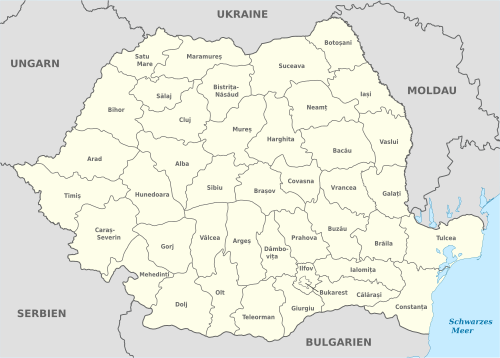 UKRAINE
Botoșani
Satu
Mare
Maramureș
Suceava
UNGARN
Bistrița-
Năsăud
Sălaj
Iași
MOLDAU
Bihor
Neamț
Cluj
Mureș
Harghita
Vaslui
Bacău
Arad
Alba
Covasna
Timiș
Hunedoara
Sibiu
Brașov
Vrancea
Galați
Caraș-
Severin
Buzău
Vâlcea
Argeș
Prahova
Tulcea
Gorj
Dâmbo-
vița
Brăila
Mehedinți
Ilfov
Ialomița
Olt
Bukarest
Călărași
Dolj
Giurgiu
Constanța
SERBIEN
Teleorman
Schwarzes
Meer
BULGARIEN